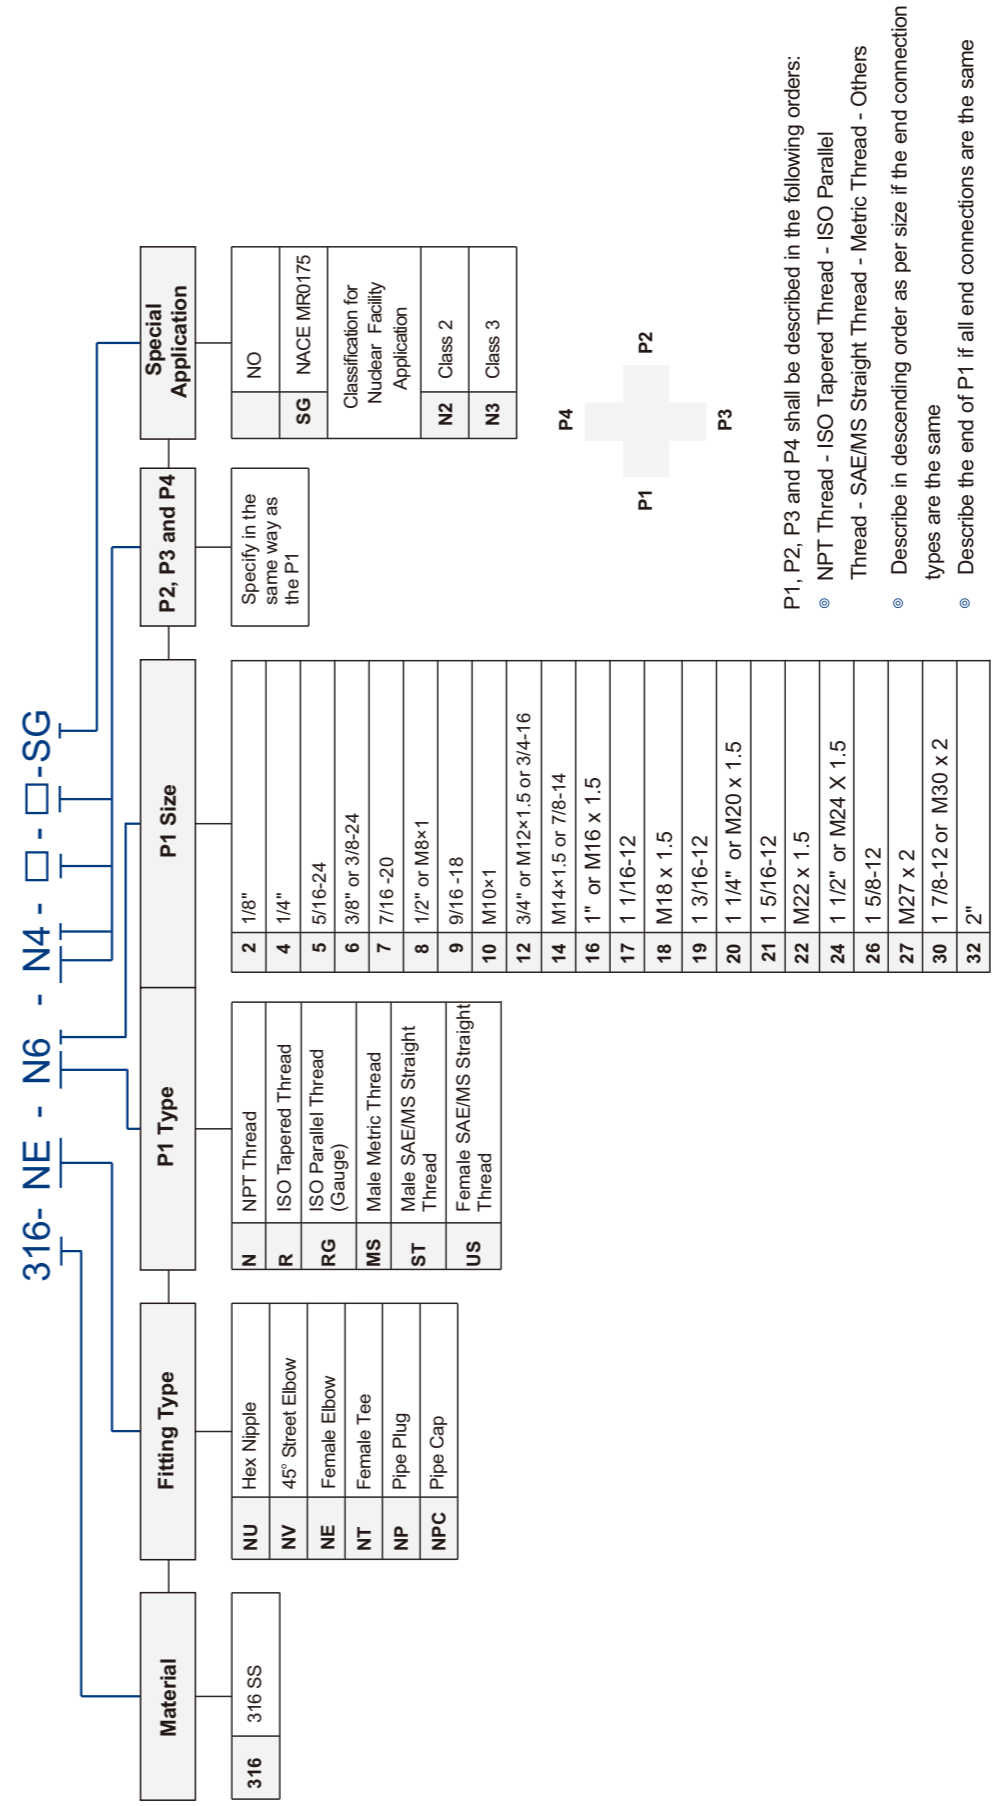 316- NE - N6 - N4 - □ - □ -SG
Material
316 316 SS
Fitting Type
NU Hex Nipple
NV 45° Street Elbow
NE Female Elbow
NT Female Tee
NP Pipe Plug
NPC Pipe Cap
P1 Type
N NPT Thread
R ISO Tapered Thread
RG ISO Parallel Thread
(Gauge)
MS Male Metric Thread
ST Male SAE/MS Straight
Thread
US Female SAE/MS Straight
Thread
P1 Size
2 1/8"
4 1/4"
5 5/16-24
6 3/8" or 3/8-24
7 7/16 -20
8 1/2" or M8×1
9 9/16 -18
10 M10×1
12 3/4" or M12×1.5 or 3/4-16
14 M14×1.5 or 7/8-14
16 1" or M16 x 1.5
17 1 1/16-12
18 M18 x 1.5
19 1 3/16-12
20 1 1/4" or M20 x 1.5
21 1 5/16-12
22 M22 x 1.5
24 1 1/2" or M24 X 1.5
26 1 5/8-12
27 M27 x 2
30 1 7/8-12 or M30 x 2
32 2"
P2, P3 and P4
Specify in the
same way as
the P1
Special
Application
NO
SG NACE MR0175
Classification for
Nuclear Facility
Application
N2 Class 2
N3 Class 3
P4
P1 P2
P3
P1, P2, P3 and P4 shall be described in the following orders:
◎ NPT Thread - ISO Tapered Thread - ISO Parallel
Thread - SAE/MS Straight Thread - Metric Thread - Others
◎ Describe in descending order as per size if the end connection
types are the same
◎ Describe the end of P1 if all end connections are the same